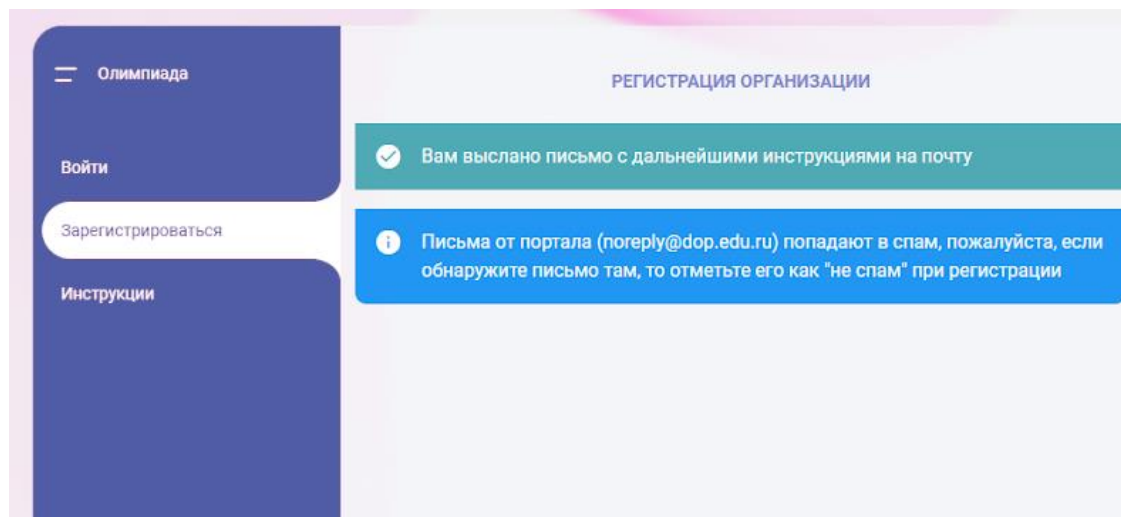 Олимпиада
Войти
Зарегистрироваться
Инструкции
РЕГИСТРАЦИЯ ОРГАНИЗАЦИИ
Вам выслано письмо с дальнейшими инструкциями на почту
Письма от портала (noreply@dop.edu.ru) попадают в спам, пожалуйста, если
обнаружите письмо там, то отметьте его как "не спам" при регистрации